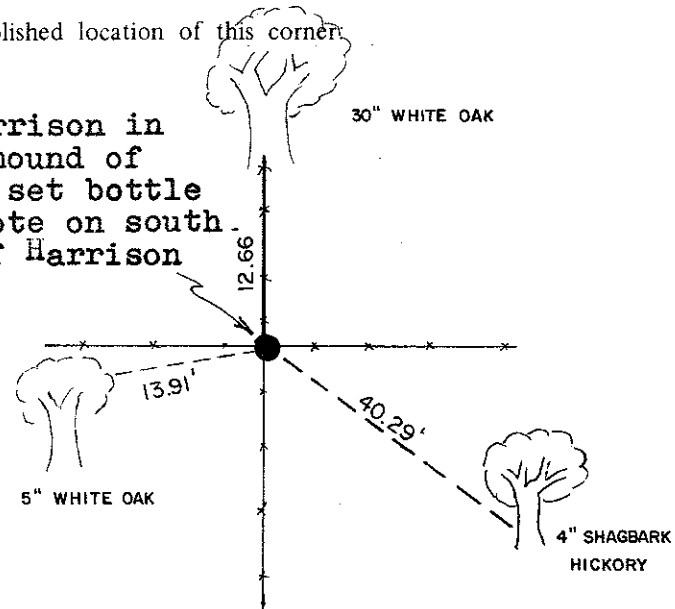 lished location of this corner.
30" WHITE OAK
rrison in
ound of
set bottle
ote on south
Harrison
12.66
13.91'
40.29'
5" WHITE OAK
4" SHAGBARK
HICKORY